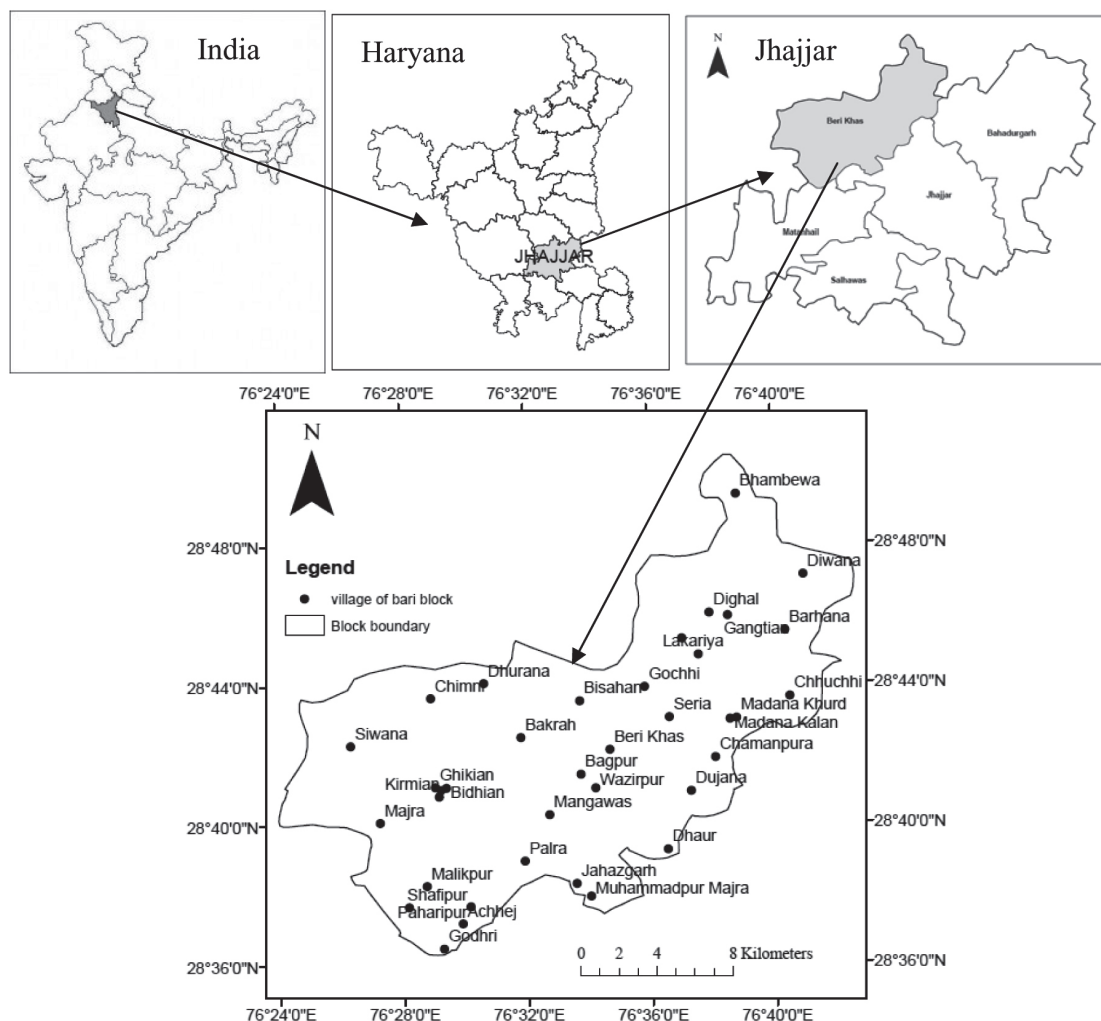 India
Haryana
JHAJJAR
N
Jhajjar
Beri Khas
Bahadurgarh
Jhajjar
Matanhail
Salhawas
76°24'0"E
76°28'0"E
76°32'0"E
76°36'0"E
76°40'0"E
N
28°48'0"N
28°48'0"N
Legend
village of bari block
Block boundary
Bhambewa
Diwana
Dighal
Gangtian
Barhana
Lakariya
Dhurana
Chimni
Bisahan
Gochhi
28°44'0"N
28°44'0"N
Chhuchhi
Seria
Madana Khurd
Madana Kalan
Siwana
Bakrah
Beri Khas
Chamanpura
Bagpur
Wazirpur
Dujana
Kirmian
Ghikian
Bidhian
Majra
Mangawas
28°40'0"N
28°40'0"N
Dhaur
Palra
Malikpur
Jahazgarh
Muhammadpur Majra
Shafipur
Paharipur
Achhej
Godhri
0 2 4 8 Kilometers
28°36'0"N
28°36'0"N
76°24'0"E
76°28'0"E
76°32'0"E
76°36'0"E
76°40'0"E